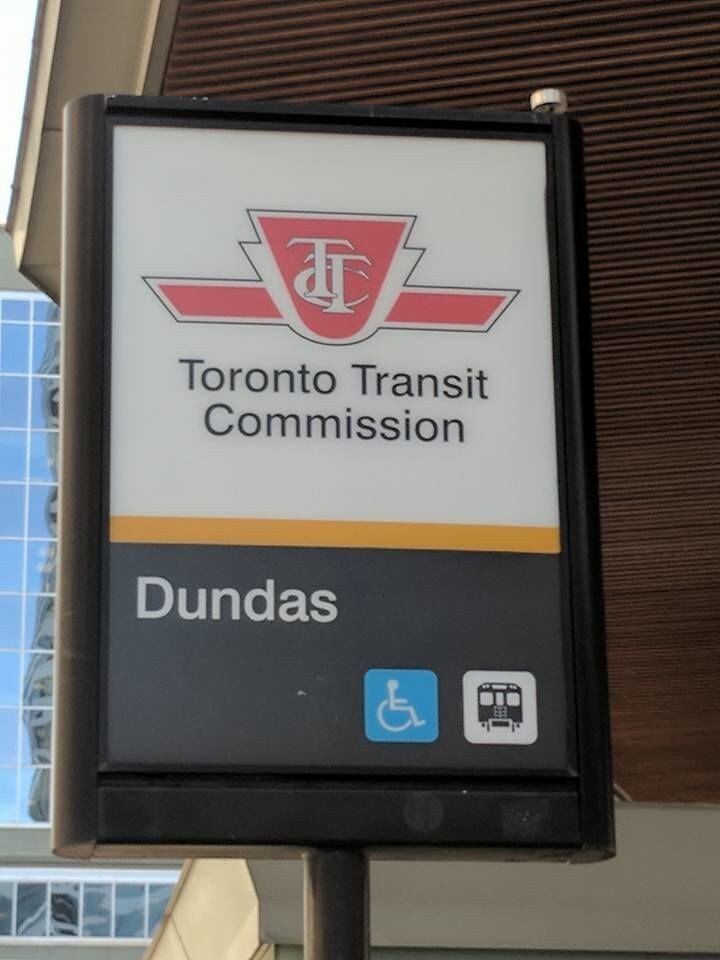 TTC
Toronto Transit
Commission
Dundas